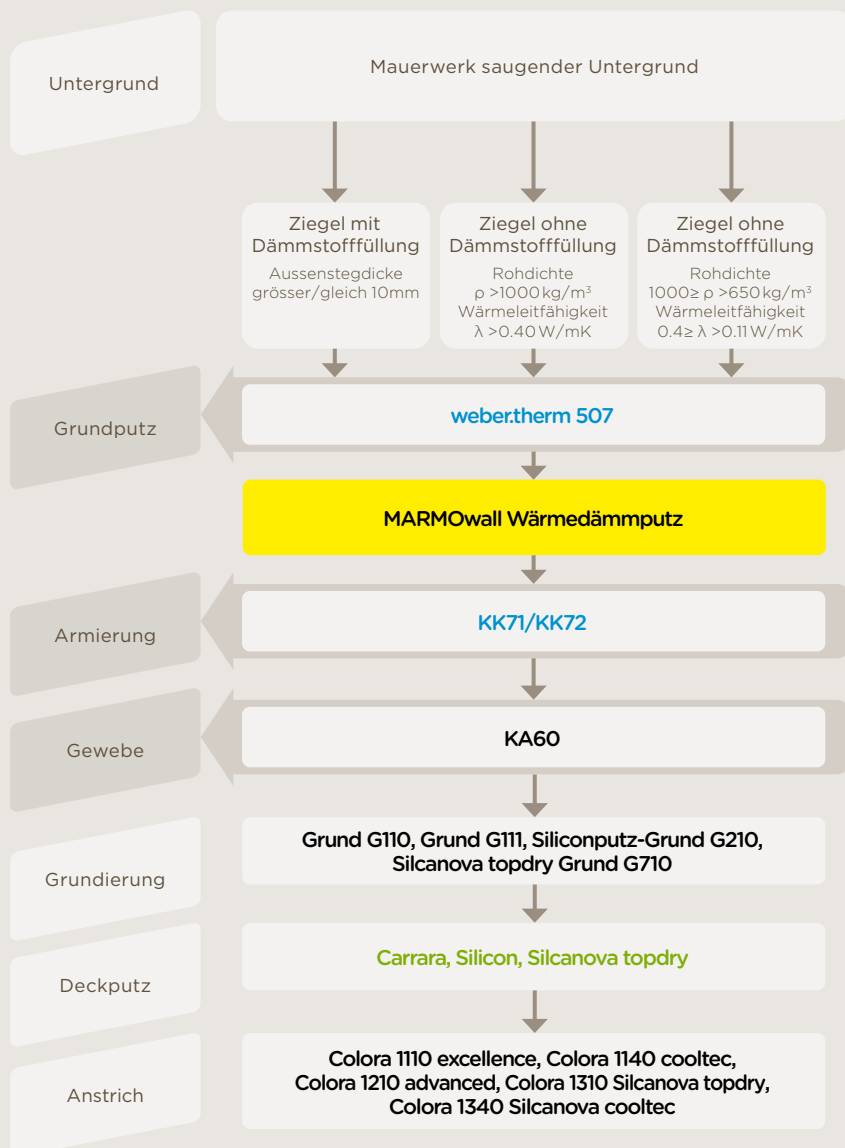 Untergrund
Mauerwerk saugender Untergrund
Ziegel mit
Dämmstofffüllung
Aussenstegdicke
grösser/gleich 10mm
Ziegel ohne
Dämmstofffüllung
Rohdichte
ρ >1000 kg/m³
Wärmeleitfähigkeit
λ >0.40 W/mK
Ziegel ohne
Dämmstofffüllung
Rohdichte
1000≥ ρ >650 kg/m³
Wärmeleitfähigkeit
0.4≥ λ >0.11 W/mK
Grundputz
weber.therm 507
MARMOwall Wärmedämmputz
Armierung
KK71/KK72
Gewebe
KA60
Grundierung
Grund G110, Grund G111, Siliconputz-Grund G210,
Silcanova topdry Grund G710
Deckputz
Carrara, Silicon, Silcanova topdry
Anstrich
Colora 1110 excellence, Colora 1140 cooltec,
Colora 1210 advanced, Colora 1310 Silcanova topdry,
Colora 1340 Silcanova cooltec